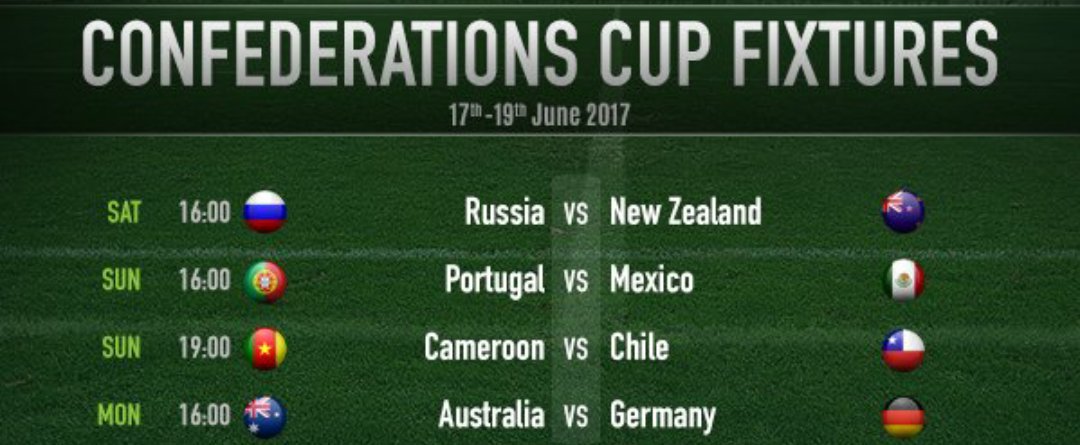 CONFEDERATIONS CUP FIXTURES
17th-19th June 2017
SAT 16:00 Russia VS New Zealand
SUN 16:00 Portugal VS Mexico
SUN 19:00 Cameroon VS Chile
MON 16:00 Australia VS Germany